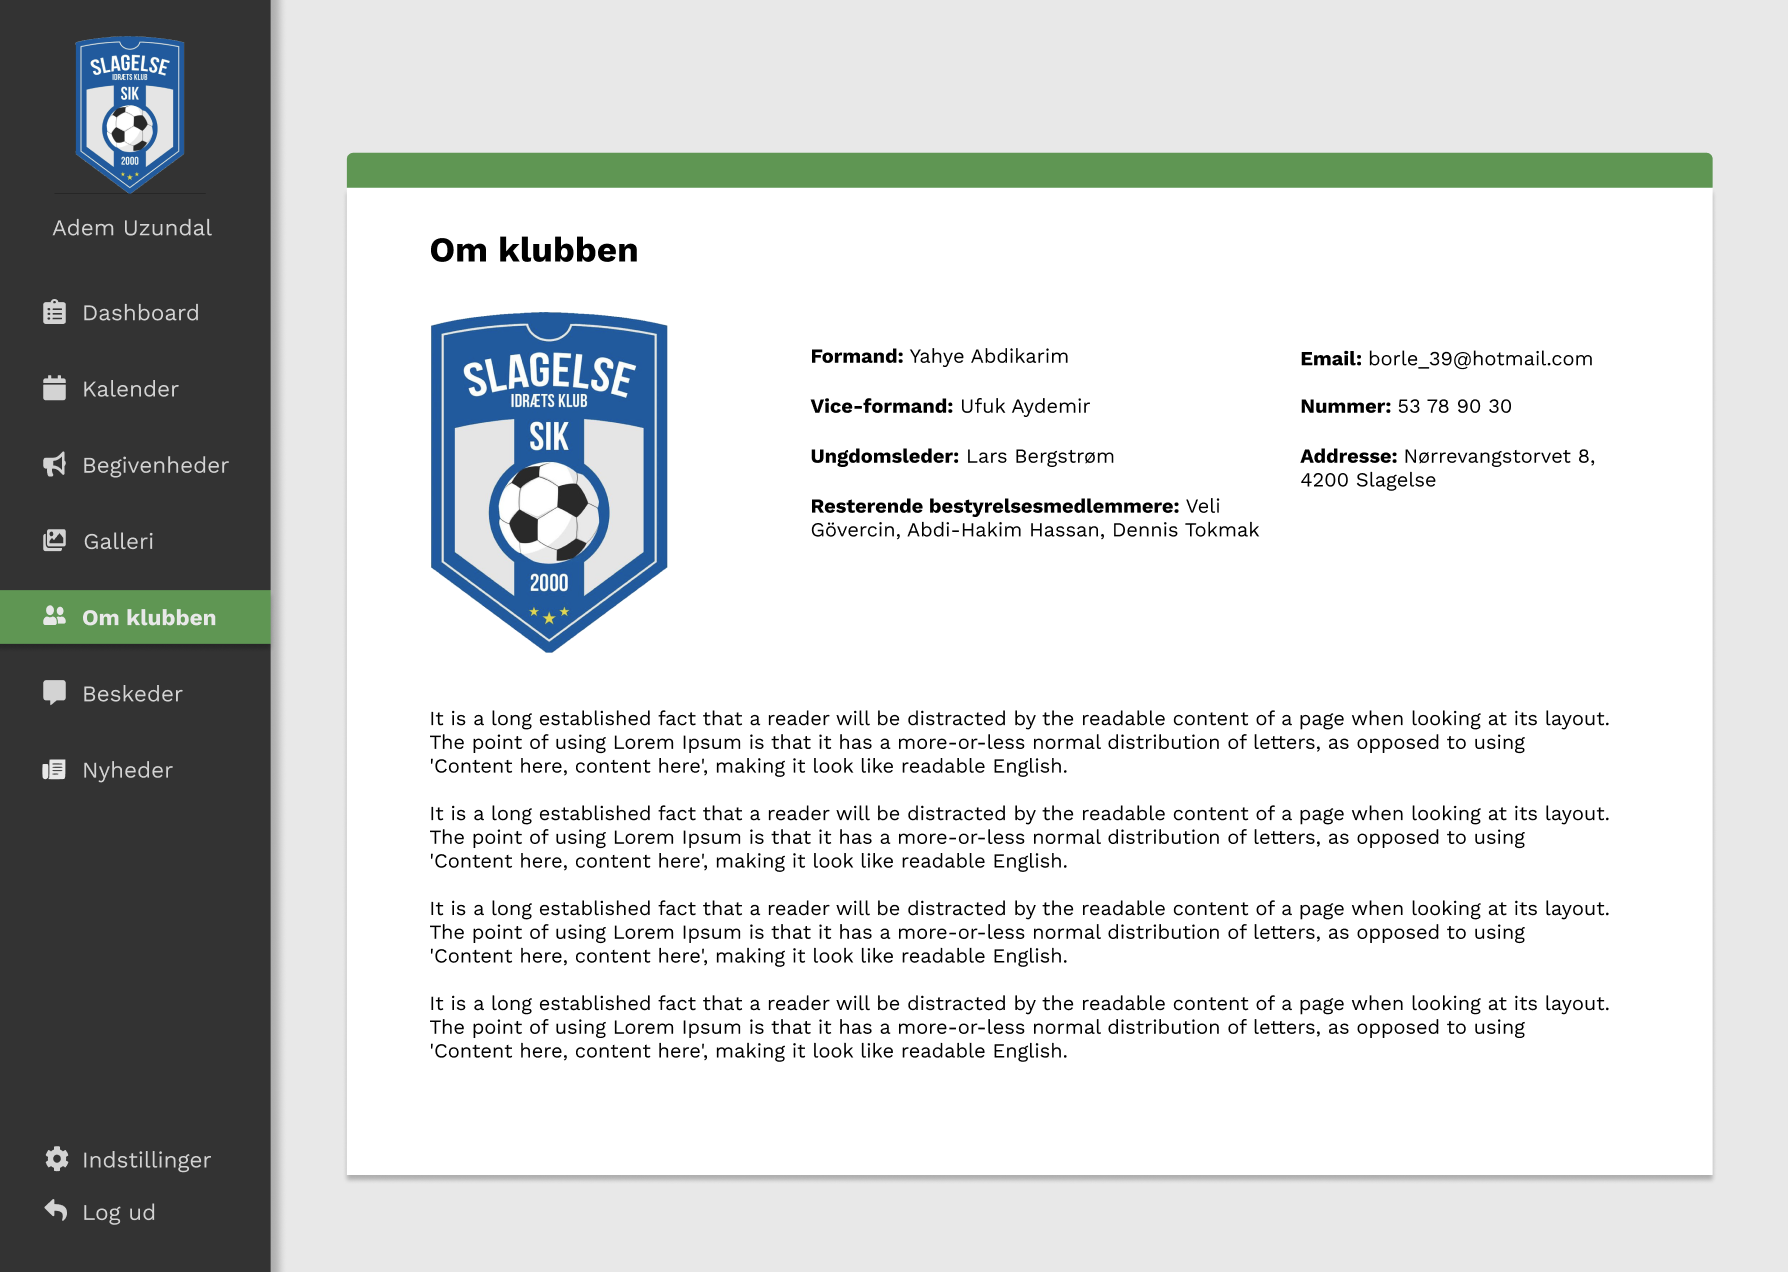 SLAGELSE
IDRÆTS KLUB
SIK
2000
Adem Uzundal
Dashboard
Kalender
Begivenheder
Galleri
Om klubben
Beskeder
Nyheder
Indstillinger
Log ud
Om klubben
SLAGELSE
IDRÆTS KLUB
SIK
2000
Formand: Yahye Abdikarim
Vice-formand: Ufuk Aydemir
Ungdomsleder: Lars Bergstrøm
Resterende bestyrelsesmedlemmere: Veli
Gövercin, Abdi-Hakim Hassan, Dennis Tokmak
Email: borle_39@hotmail.com
Nummer: 53 78 90 30
Addresse: Nørrevangstorvet 8,
4200 Slagelse
It is a long established fact that a reader will be distracted by the readable content of a page when looking at its layout.
The point of using Lorem Ipsum is that it has a more-or-less normal distribution of letters, as opposed to using
'Content here, content here', making it look like readable English.
It is a long established fact that a reader will be distracted by the readable content of a page when looking at its layout.
The point of using Lorem Ipsum is that it has a more-or-less normal distribution of letters, as opposed to using
'Content here, content here', making it look like readable English.
It is a long established fact that a reader will be distracted by the readable content of a page when looking at its layout.
The point of using Lorem Ipsum is that it has a more-or-less normal distribution of letters, as opposed to using
'Content here, content here', making it look like readable English.
It is a long established fact that a reader will be distracted by the readable content of a page when looking at its layout.
The point of using Lorem Ipsum is that it has a more-or-less normal distribution of letters, as opposed to using
'Content here, content here', making it look like readable English.